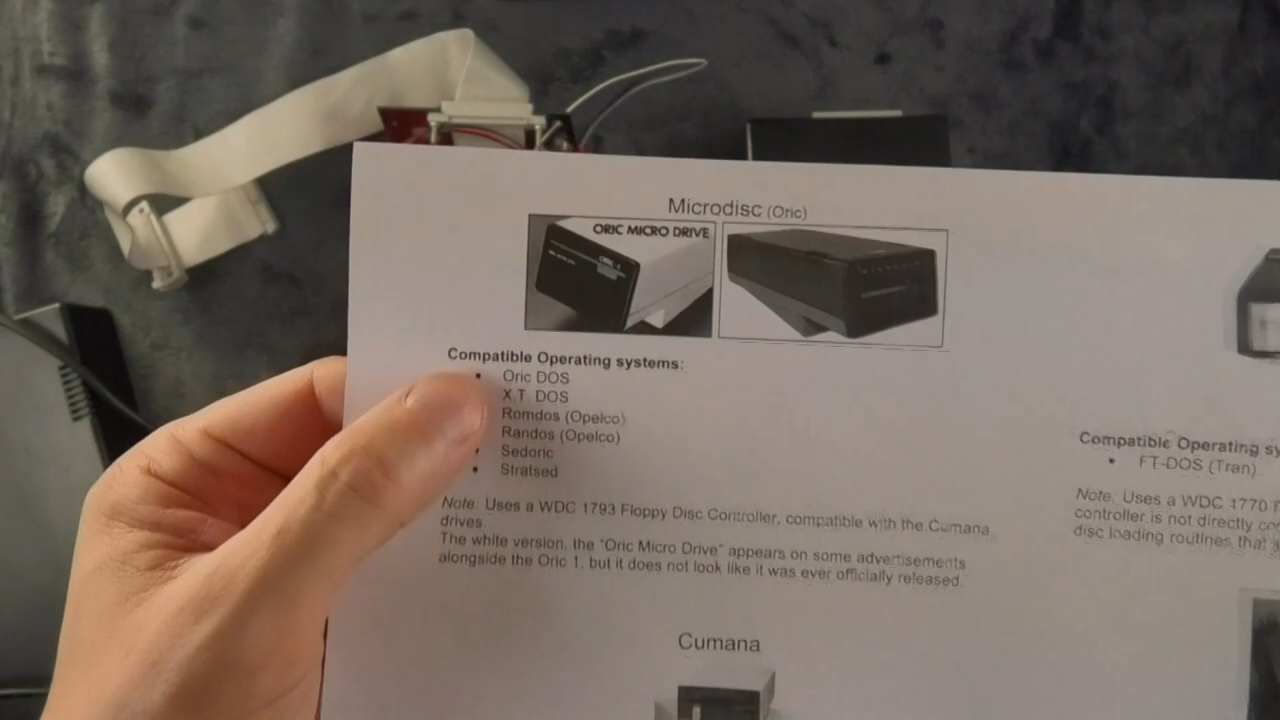 Microdisc (Oric)
ORIC MICRO DRIVE
Compatible Operating systems:
• Oric DOS
X.T. DOS
Romdos (Opelco)
Randos (Opelco)
• Sedoric
• Stratsed
Note: Uses a WDC 1793 Floppy Disc Controller, compatible with the Cumana
drives.
The white version, the "Oric Micro Drive" appears on some advertisements
alongside the Oric 1, but it does not look like it was ever officially released.
Cumana
Compatible Operating sy
• FT-DOS (Tran)
Note: Uses a WDC 1770 F
controller is not directly co
disc loading routines that